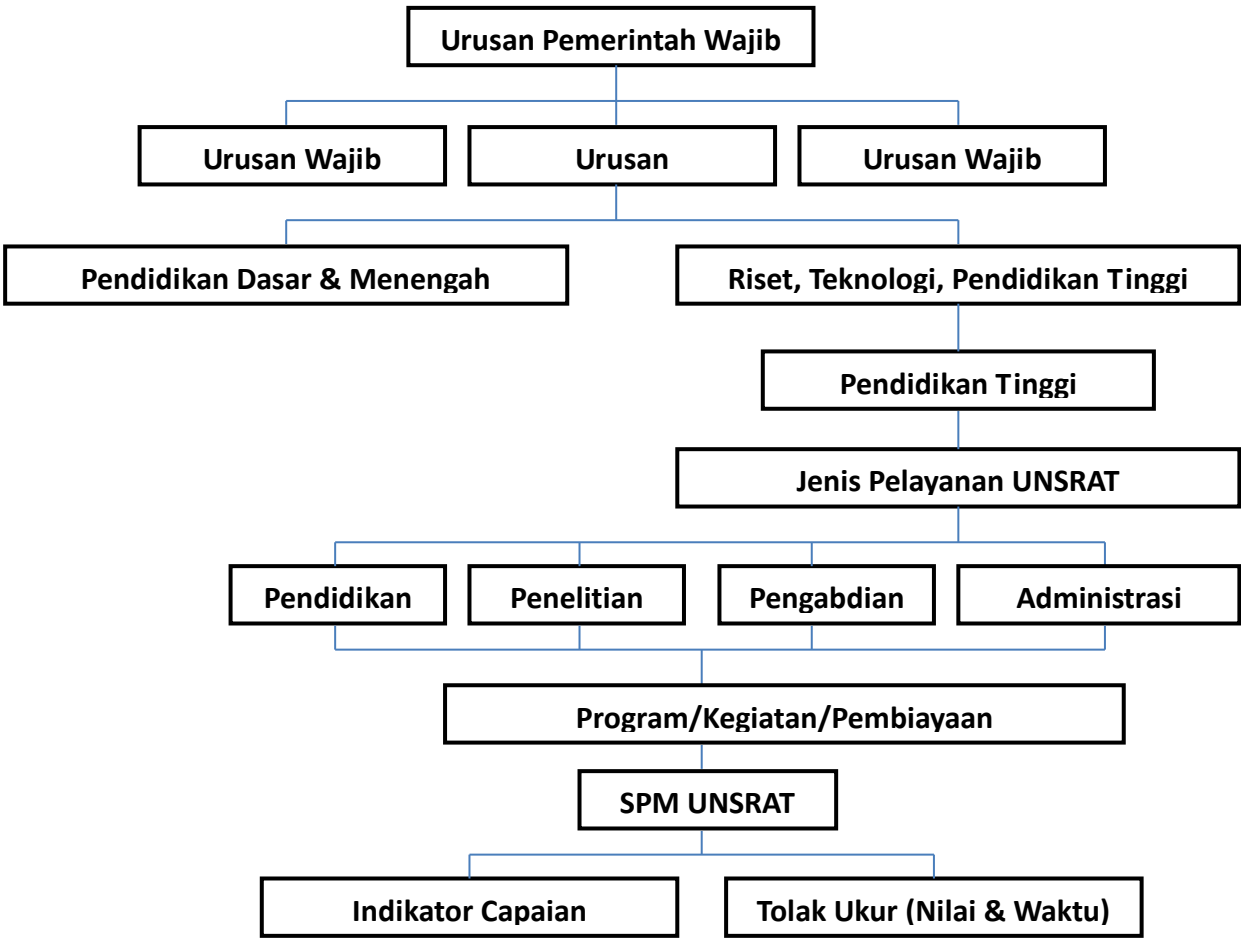 Urusan Pemerintah Wajib
Urusan Wajib
Urusan
Urusan Wajib
Pendidikan Dasar & Menengah
Riset, Teknologi, Pendidikan Tinggi
Pendidikan Tinggi
Jenis Pelayanan UNSRAT
Pendidikan
Penelitian
Pengabdian
Administrasi
Program/Kegiatan/Pembiayaan
SPM UNSRAT
Indikator Capaian
Tolak Ukur (Nilai & Waktu)